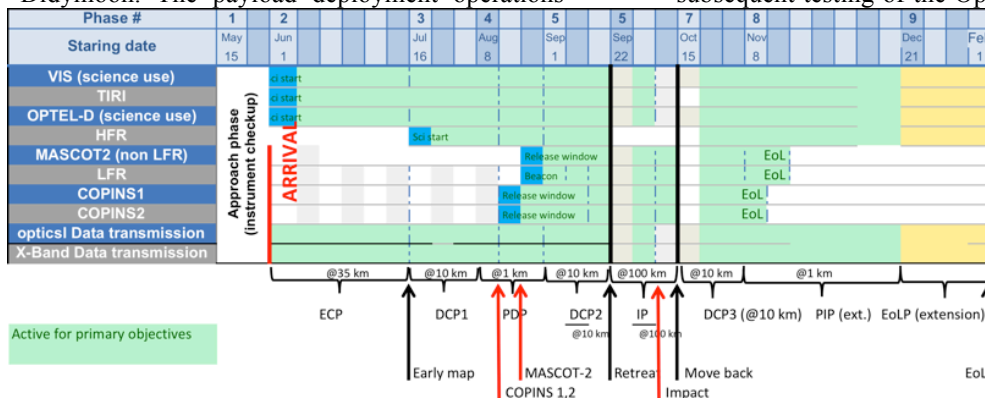 Didymoon. The payload deployment operations
subsequent testing of the Op
Phase # 1 2 3 4 5 5 7 8 9
Staring date May 15 Jun 1 Jul 16 Aug 8 Sep 1 Sep 22 Oct 15 Nov 8 Dec 21 Fe 1
Approach phase
(instrument checkup)
ARRIVAL
VIS (science use) ci start
TIRI ci start
OPTEL-D (science use) ci start
HFR Sci start
MASCOT2 (non LFR) Release window EoL
LFR Beacon EoL
COPINS1 Release window EoL
COPINS2 Release window EoL
opticsl Data transmission
X-Band Data transmission
@35 km @10 km @1 km @10 km @100 km @10 km @1 km
ECP DCP1 PDP DCP2 IP DCP3 (@10 km) PIP (ext.) EoLP (extension)
@10 km @100 km
Active for primary objectives
Early map MASCOT-2 Retreat Move back EoL
COPINS 1,2 Impact